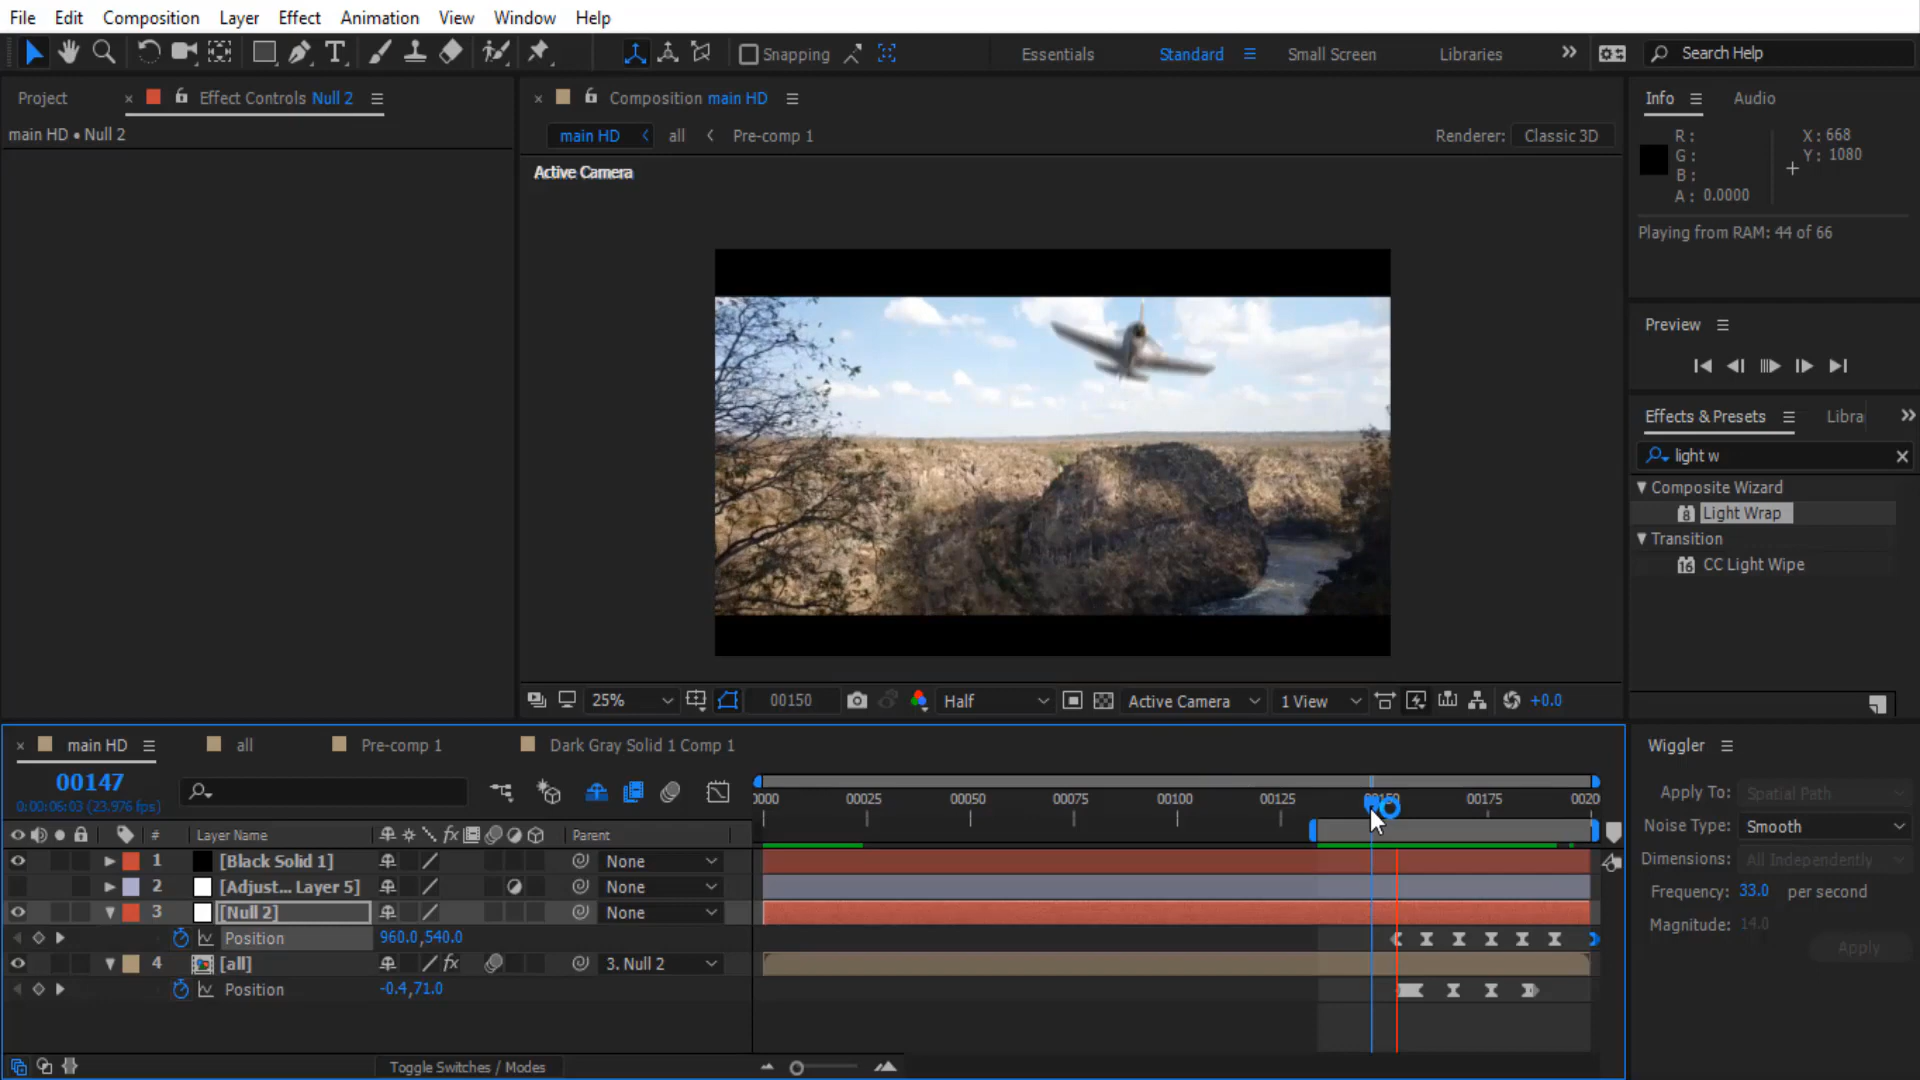 File Edit Composition Layer Effect Animation View Window Help
T Snapping Essentials Standard Small Screen Libraries Search Help
Project Effect Controls Null 2 Composition main HD Info Audio
main HD • Null 2
main HD all Pre-comp 1 Renderer: Classic 3D
R: X: 668
G: Y: 1080
B:
A: 0.0000
Active Camera
Playing from RAM: 44 of 66
Preview
Effects & Presets Libra
light w
Composite Wizard
Light Wrap
Transition
CC Light Wipe
25% 00150 Half Active Camera 1 View +0.0
main HD all Pre-comp 1 Dark Gray Solid 1 Comp 1 Wiggler
00147
0:00:06:03 (23.976 fps)
0000 00025 00050 00075 00100 00125 00150 00175 0020
# Layer Name fx Parent
1 [Black Solid 1] None
2 [Adjust... Layer 5] None
3 [Null 2] None
Position 960.0,540.0
4 [all] fx 3. Null 2
Position -0.4,71.0
Toggle Switches / Modes
Apply To: Spatial Path
Noise Type: Smooth
Dimensions: All Independently
Frequency: 33.0 per second
Magnitude: 14.0
Apply